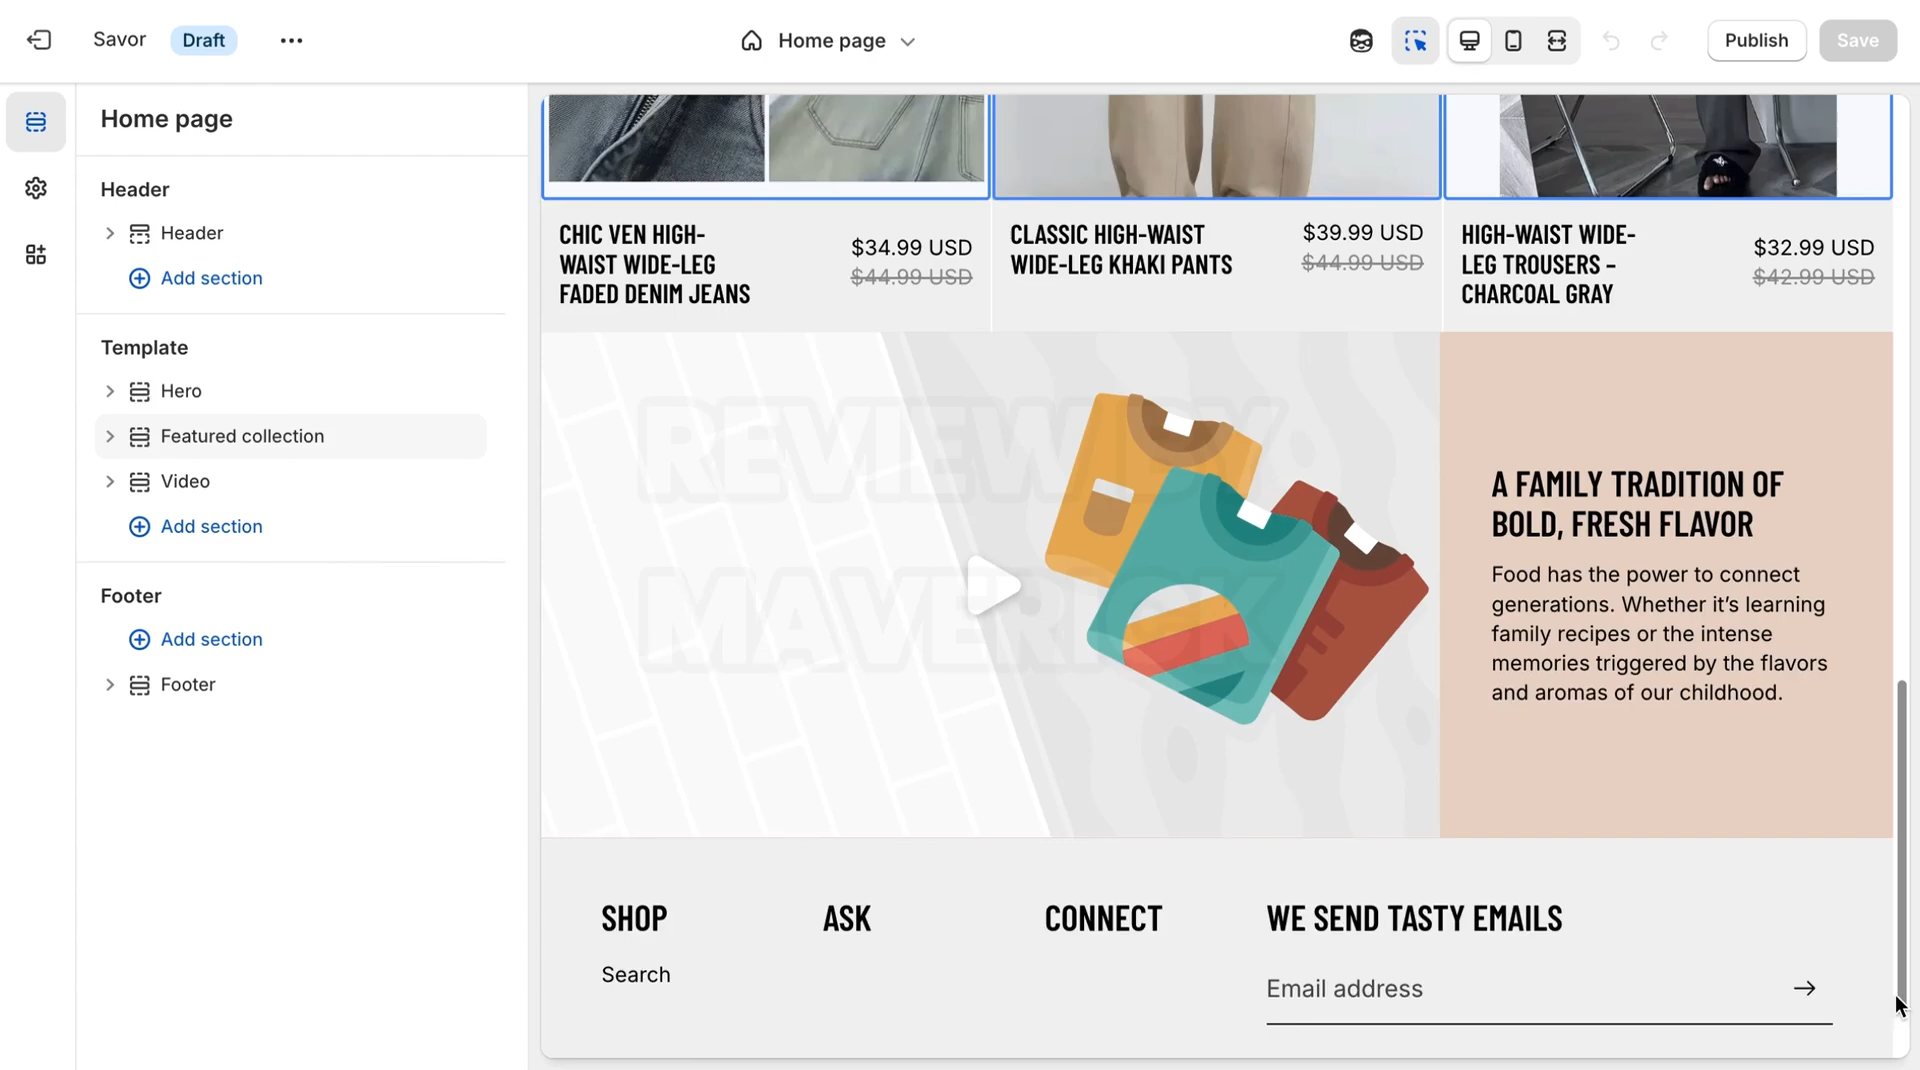 Savor
Draft
Home page
Publish
Save
Home page
Header
Header
Add section
Template
Hero
Featured collection
Video
Add section
Footer
Add section
Footer
CHIC VEN HIGH-
WAIST WIDE-LEG
FADED DENIM JEANS
$34.99 USD
$44.99 USD
CLASSIC HIGH-WAIST
WIDE-LEG KHAKI PANTS
$39.99 USD
$44.99 USD
HIGH-WAIST WIDE-
LEG TROUSERS –
CHARCOAL GRAY
$32.99 USD
$42.99 USD
REVIEW BY
MAVERICK
A FAMILY TRADITION OF
BOLD, FRESH FLAVOR
Food has the power to connect
generations. Whether it’s learning
family recipes or the intense
memories triggered by the flavors
and aromas of our childhood.
SHOP
Search
ASK
CONNECT
WE SEND TASTY EMAILS
Email address